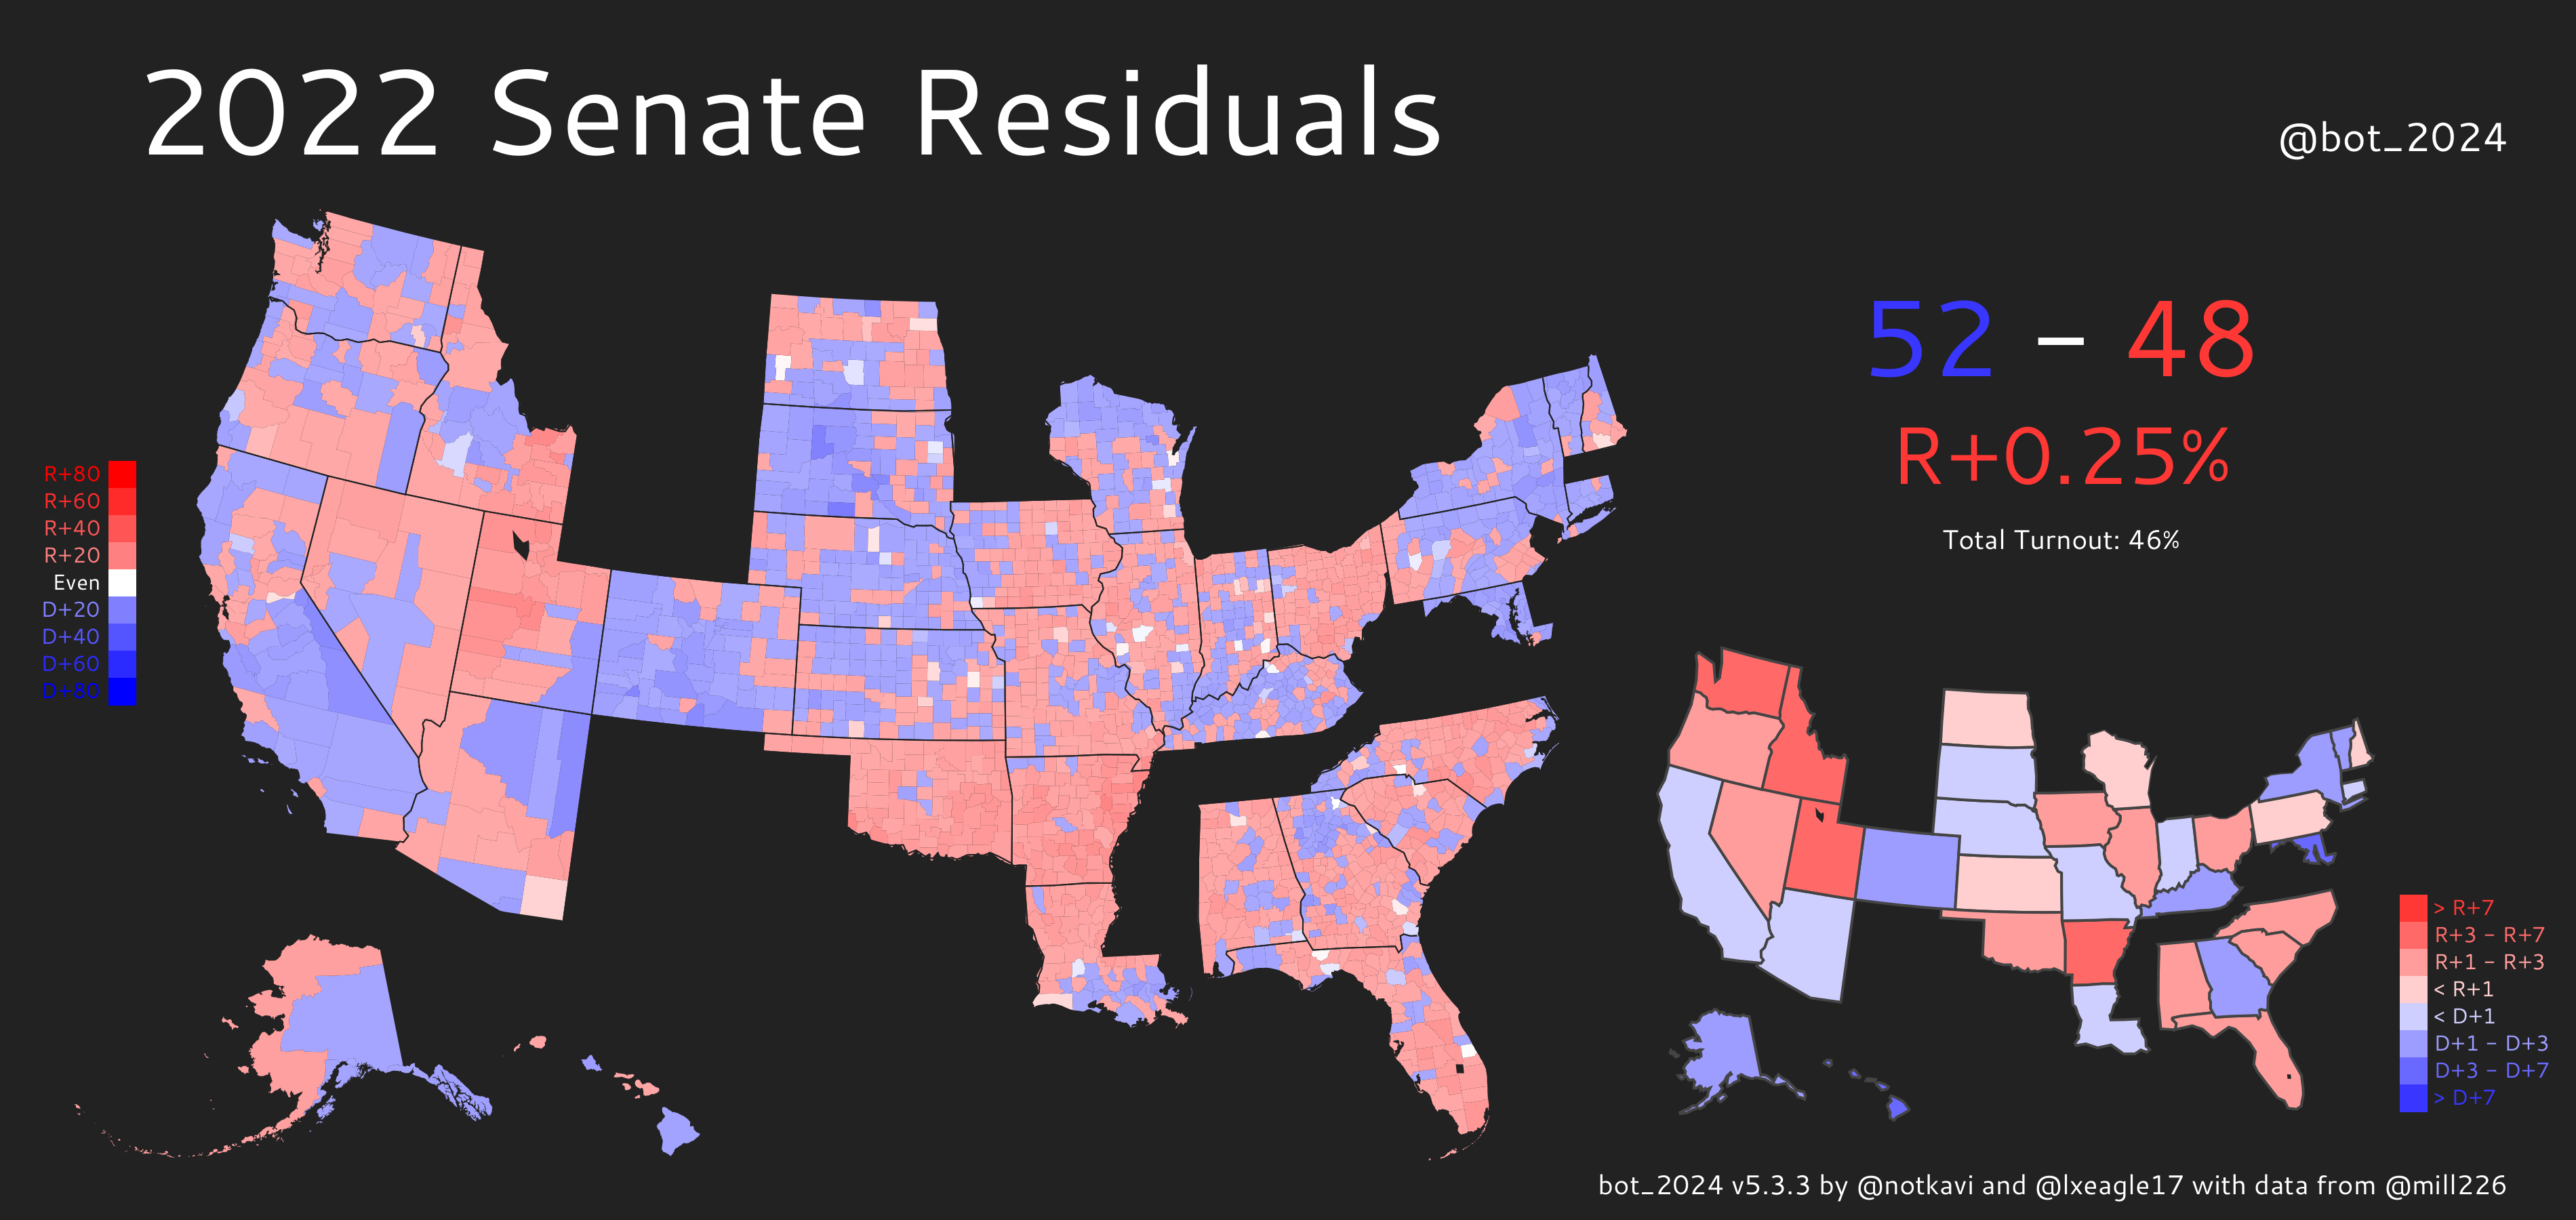 2022 Senate Residuals
@bot_2024
52 - 48
R+0.25%
Total Turnout: 46%
R+80
R+60
R+40
R+20
Even
D+20
D+40
D+60
D+80
> R+7
R+3 - R+7
R+1 - R+3
< R+1
< D+1
D+1 - D+3
D+3 - D+7
> D+7
bot_2024 v5.3.3 by @notkavi and @lxeagle17 with data from @mill226